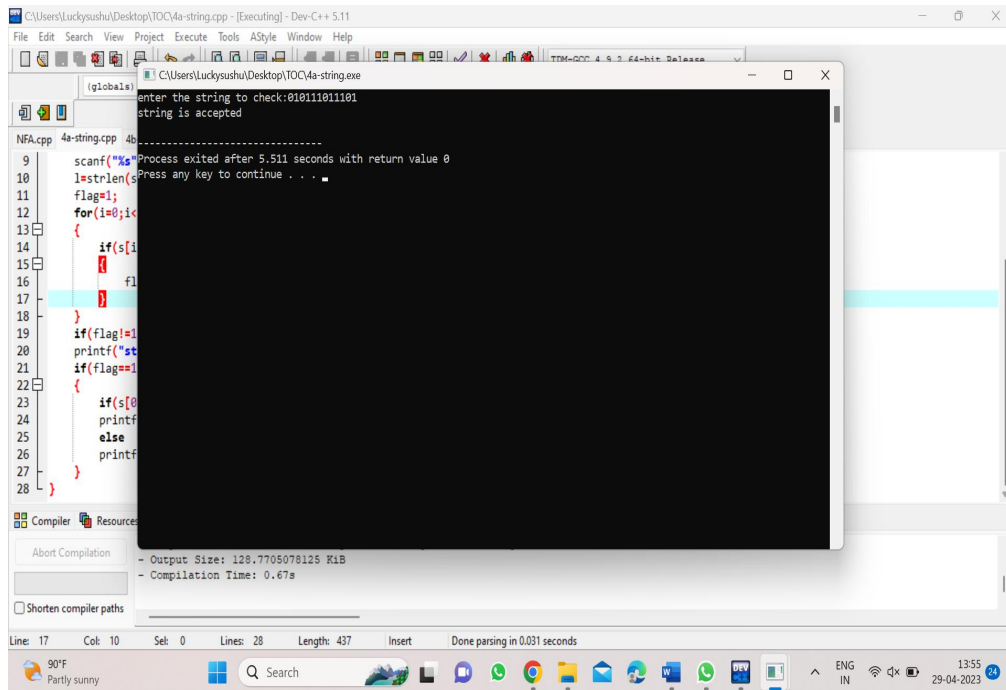 C:\Users\Luckysushu\Desktop\TOC\4a-string.cpp - [Executing] - Dev-C++ 5.11
File Edit Search View Project Execute Tools AStyle Window Help
TDM-GCC 4.9.2 64-bit Release
C:\Users\Luckysushu\Desktop\TOC\4a-string.exe
(globals)
enter the string to check:010111011101
string is accepted
--------------------------------
Process exited after 5.511 seconds with return value 0
Press any key to continue . . .
NFA.cpp 4a-string.cpp 4b
9 scanf("%s"
10 l=strlen(s
11 flag=1;
12 for(i=0;i<
13 {
14 if(s[i
15 {
16 fl
17 }
18 }
19 if(flag!=1
20 printf("st
21 if(flag==1
22 {
23 if(s[0
24 printf
25 else
26 printf
27 }
28 }
Compiler Resources
Abort Compilation
- Output Size: 128.7705078125 KiB
- Compilation Time: 0.67s
Shorten compiler paths
Line: 17 Col: 10 Sel: 0 Lines: 28 Length: 437 Insert Done parsing in 0.031 seconds
90°F
Partly sunny
Search
DEV
W
ENG
IN
13:55
29-04-2023
24